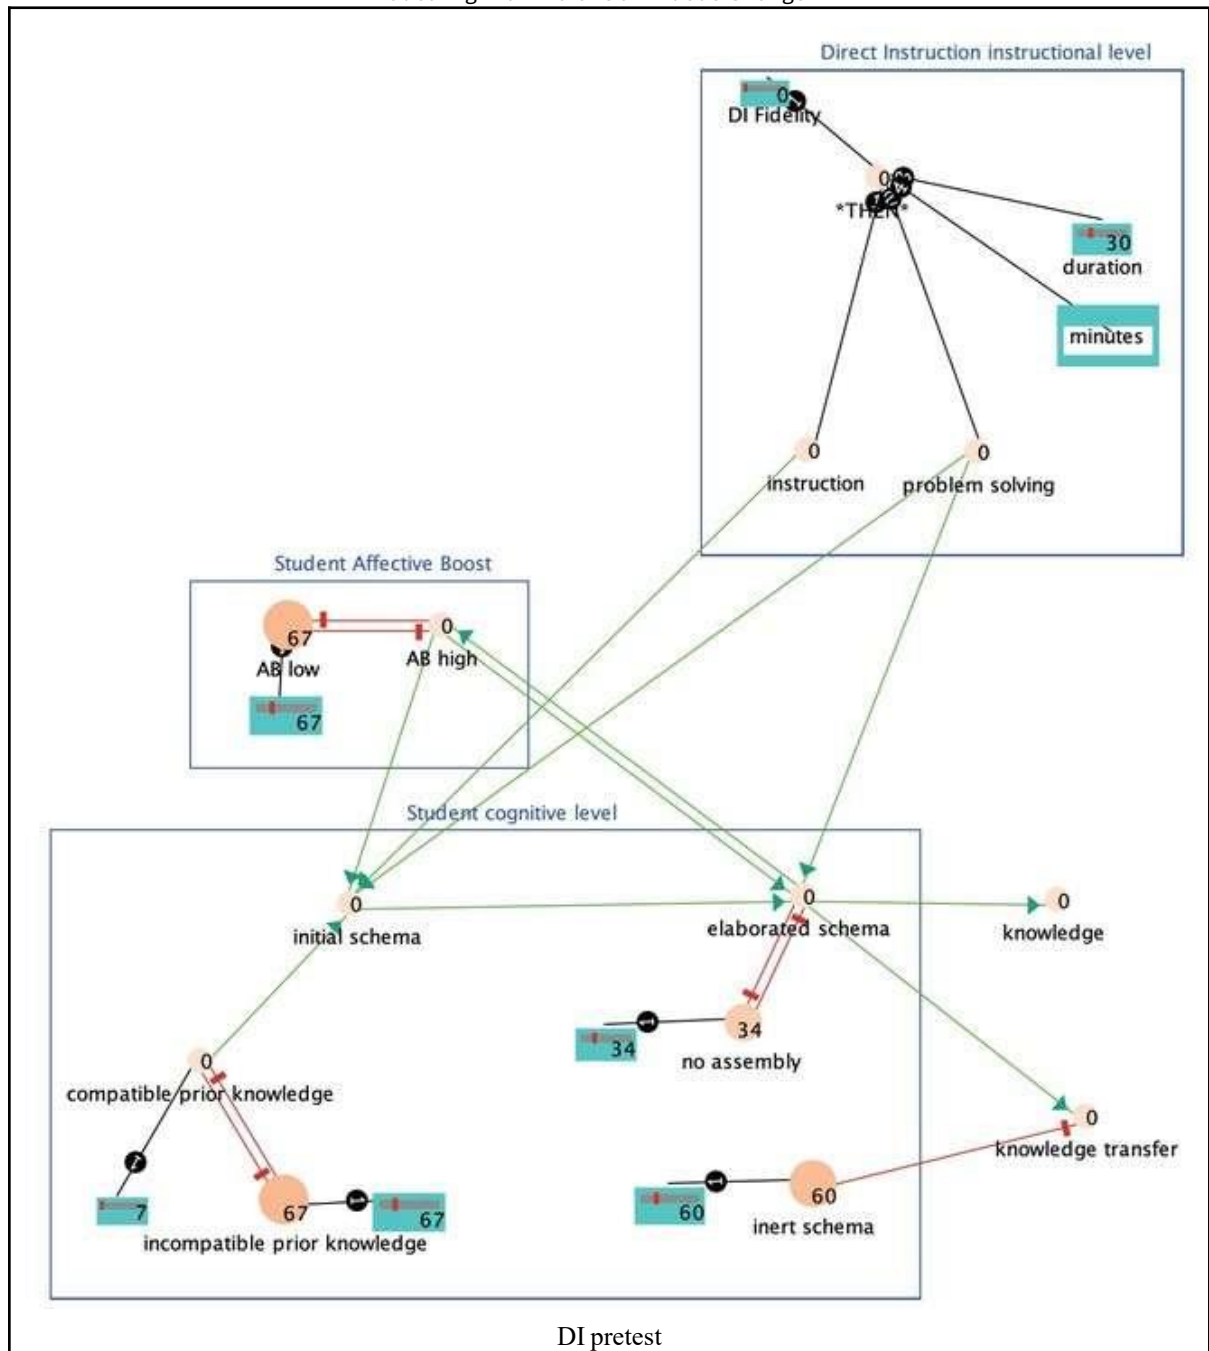 Direct Instruction instructional level
0
DI Fidelity
0
*THEN*
30
duration
minutes
0
instruction
0
problem solving
Student Affective Boost
67
AB low
0
AB high
67
Student cognitive level
0
initial schema
0
elaborated schema
0
knowledge
34
34
no assembly
0
compatible prior knowledge
0
knowledge transfer
7
67
67
incompatible prior knowledge
60
60
inert schema
DI pretest